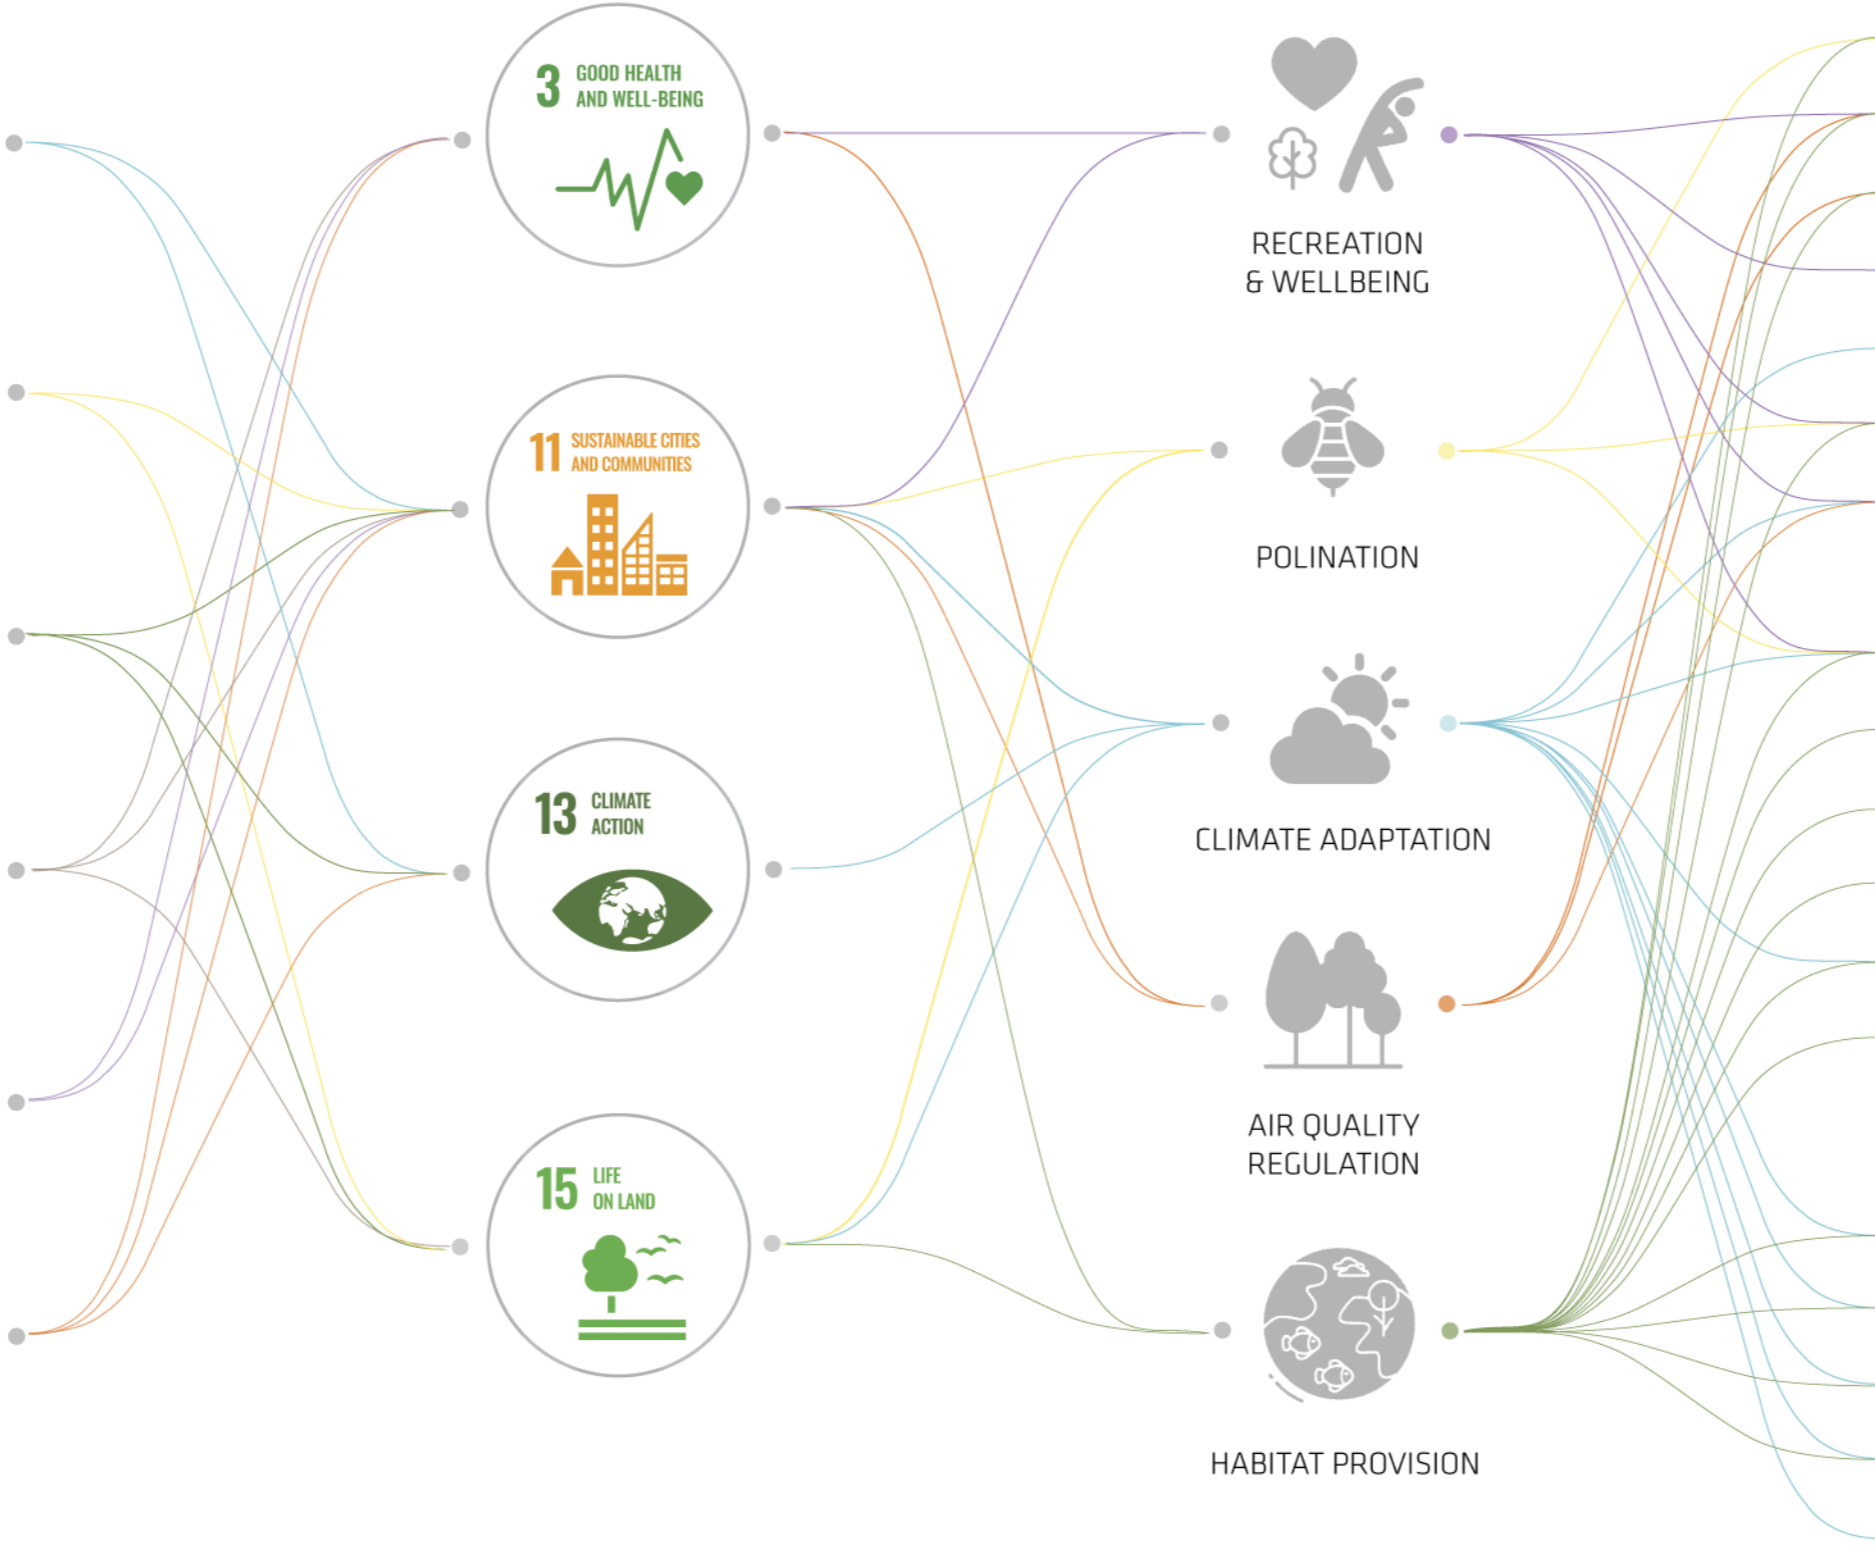 3 GOOD HEALTH
AND WELL-BEING
11 SUSTAINABLE CITIES
AND COMMUNITIES
13 CLIMATE
ACTION
15 LIFE
ON LAND
RECREATION
& WELLBEING
POLINATION
CLIMATE ADAPTATION
AIR QUALITY
REGULATION
HABITAT PROVISION